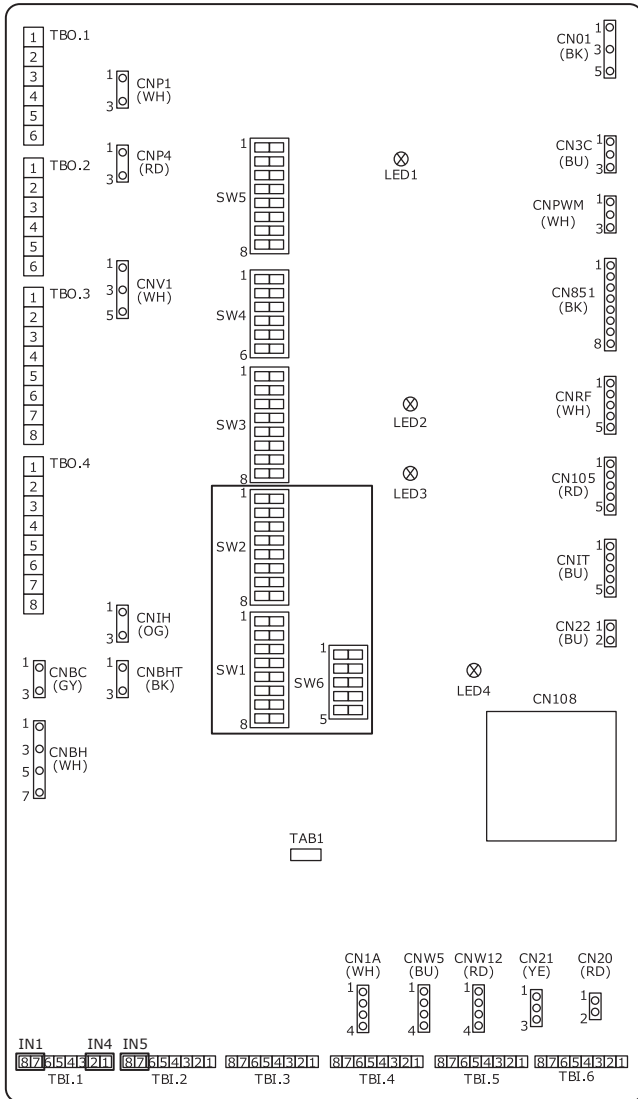 TBO.1
1
2
3
4
5
6
1
CNP1
(WH)
3
CN01
(BK)
1
3
5
TBO.2
1
2
3
4
5
6
1
CNP4
(RD)
3
1
SW5
8
LED1
CN3C
(BU)
1
3
CNPWM
(WH)
1
3
TBO.3
1
2
3
4
5
6
7
8
1
CNV1
(WH)
3
5
1
SW4
6
CN851
(BK)
1
8
1
SW3
8
LED2
CNRF
(WH)
1
5
TBO.4
1
2
3
4
5
6
7
8
LED3
CN105
(RD)
1
5
1
SW2
8
CNIT
(BU)
1
5
1
CNIH
(OG)
3
1
SW1
8
1
SW6
5
CN22
(BU)
1
2
1
CNBC
(GY)
3
1
CNBHT
(BK)
3
LED4
CN108
1
3
CNBH
(WH)
5
7
TAB1
CN1A
(WH)
1
4
CNW5
(BU)
1
4
CNW12
(RD)
1
4
CN21
(YE)
1
3
CN20
(RD)
1
2
IN1 IN4 IN5
87654321 87654321 87654321 87654321 87654321 87654321
TBI.1 TBI.2 TBI.3 TBI.4 TBI.5 TBI.6